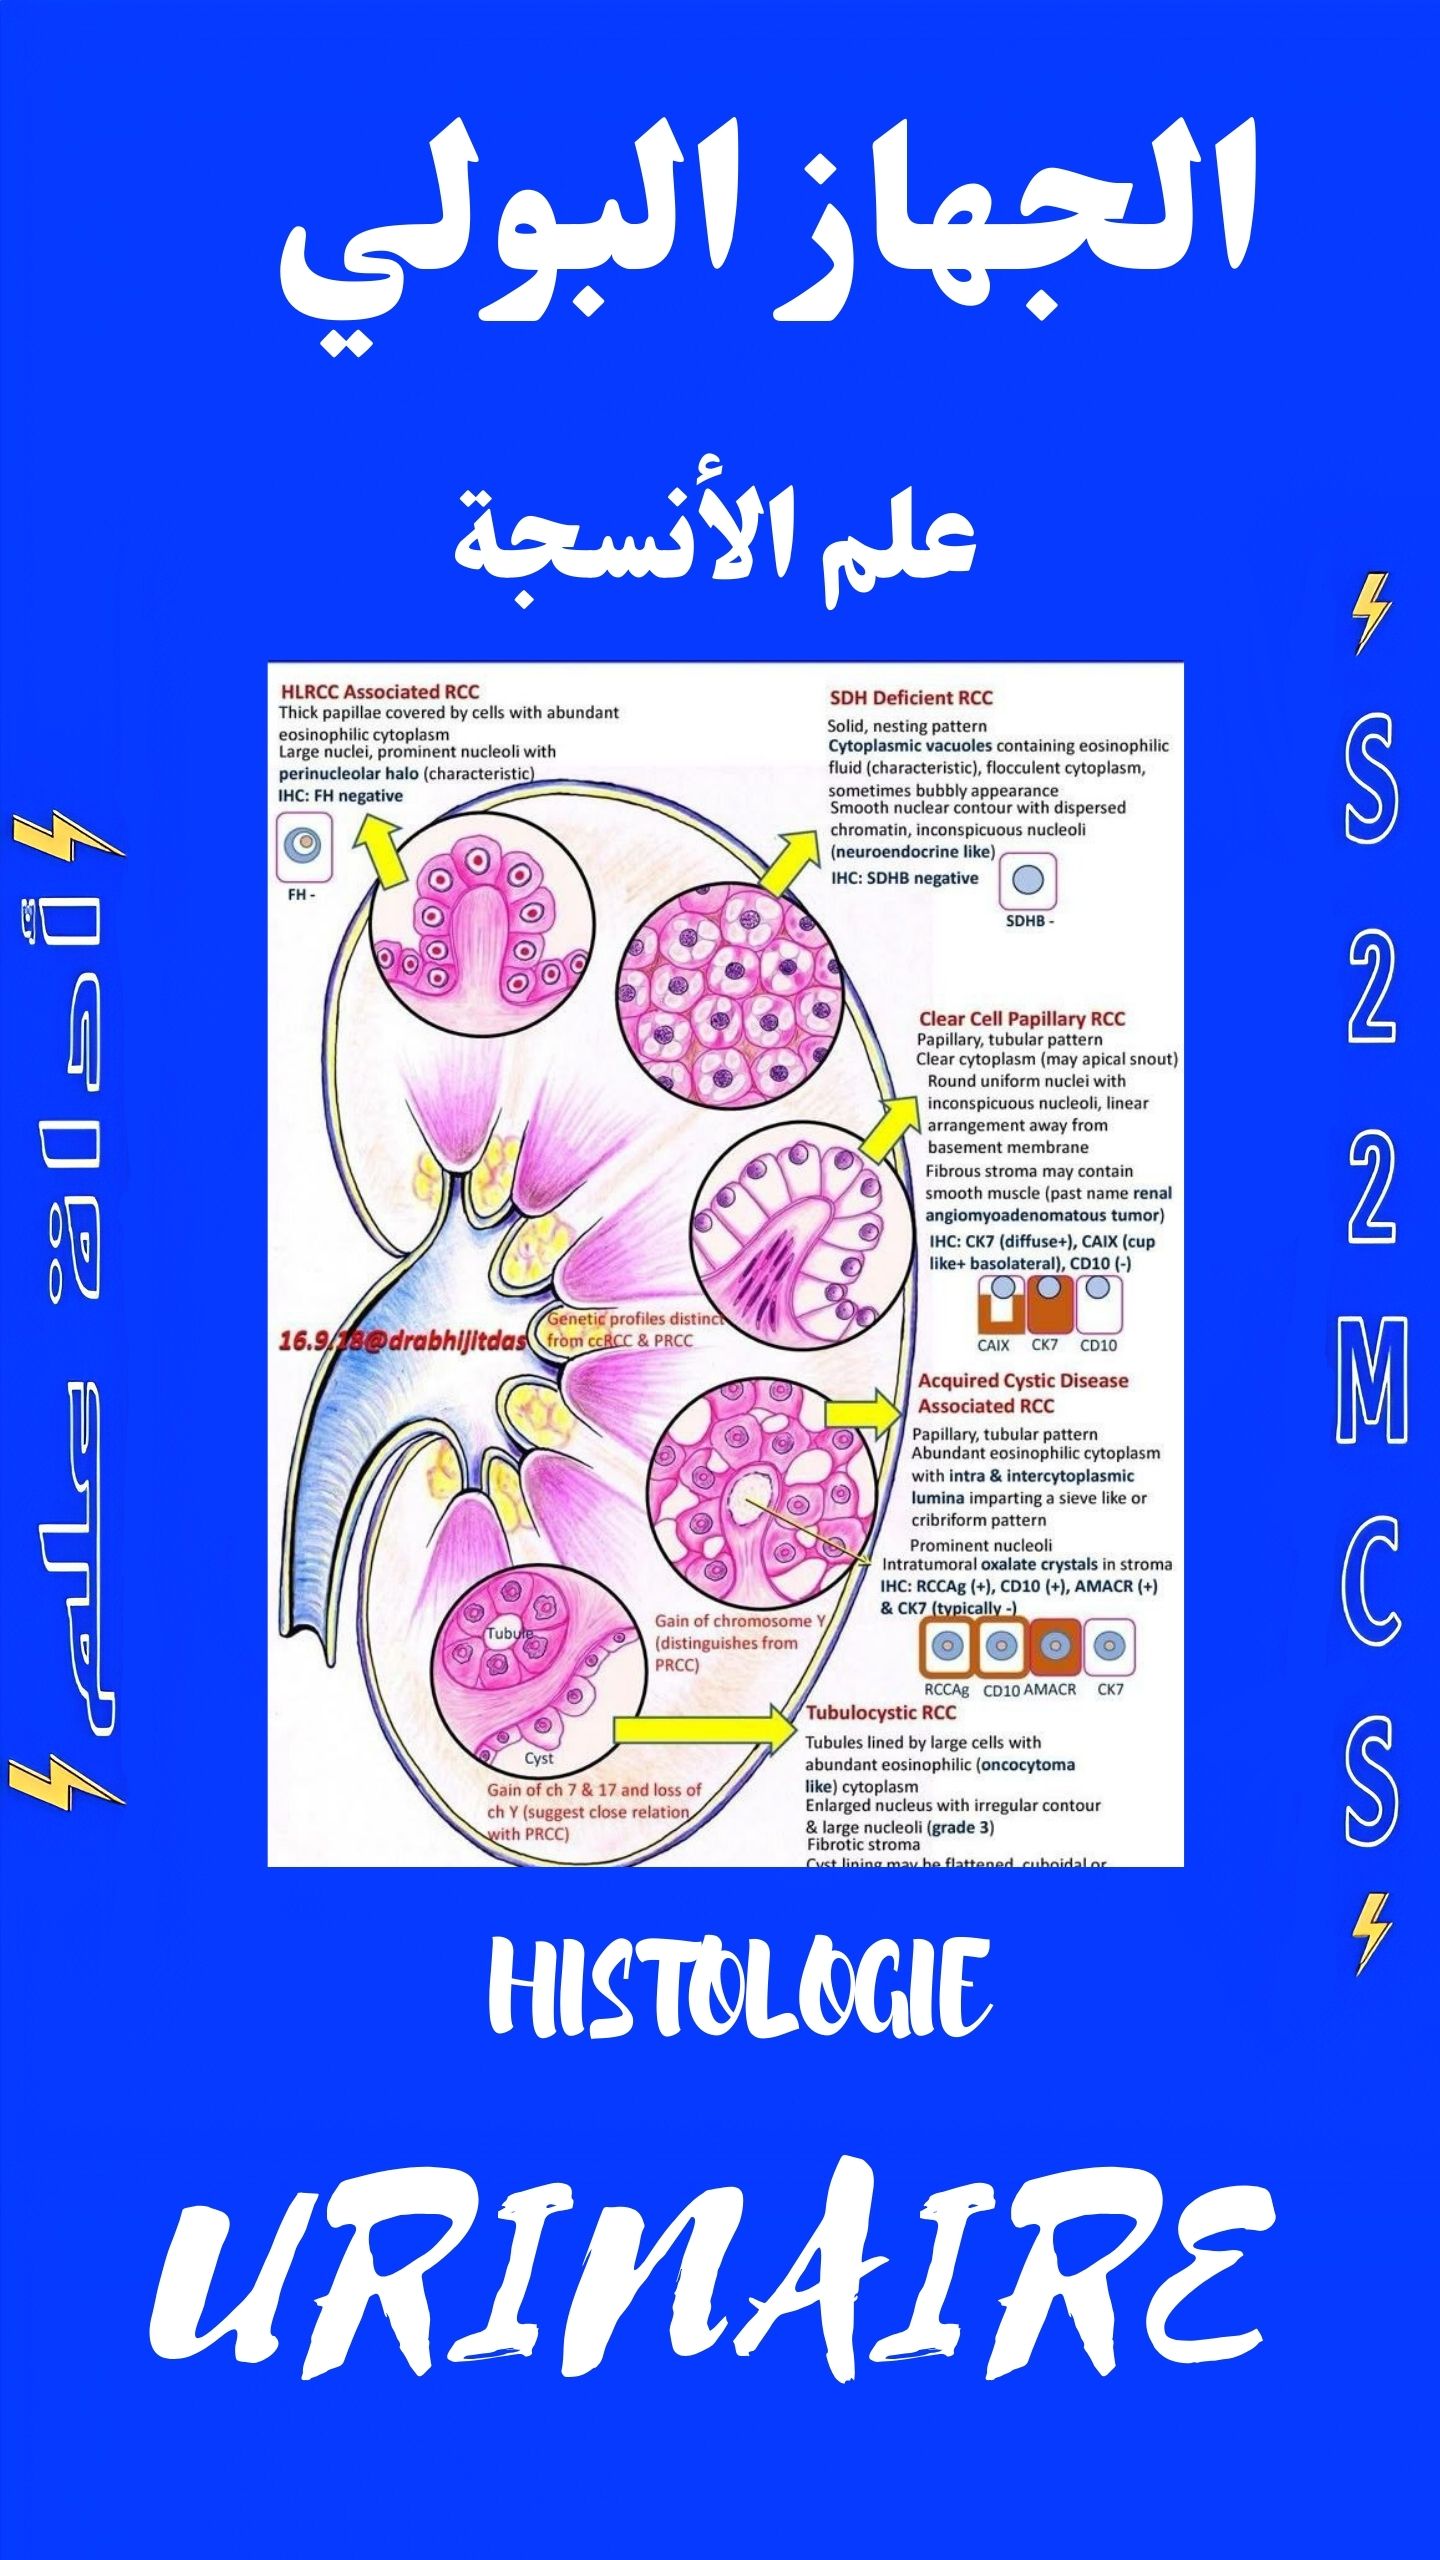 الجهاز البولي
علم الأنسجة
HLRCC Associated RCC
Thick papillae covered by cells with abundant
eosinophilic cytoplasm
Large nuclei, prominent nucleoli with
perinucleolar halo (characteristic)
IHC: FH negative
FH -
SDH Deficient RCC
Solid, nesting pattern
Cytoplasmic vacuoles containing eosinophilic
fluid (characteristic), flocculent cytoplasm,
sometimes bubbly appearance
Smooth nuclear contour with dispersed
chromatin, inconspicuous nucleoli
(neuroendocrine like)
IHC: SDHB negative
SDHB -
Clear Cell Papillary RCC
Papillary, tubular pattern
Clear cytoplasm (may apical snout)
Round uniform nuclei with
inconspicuous nucleoli, linear
arrangement away from
basement membrane
Fibrous stroma may contain
smooth muscle (past name renal
angiomyoadenomatous tumor)
IHC: CK7 (diffuse+), CAIX (cup
like+ basolateral), CD10 (-)
CAIX CK7 CD10
Genetic profiles distinct
from ccRCC & PRCC
16.9.18@drabhijitdas
Acquired Cystic Disease
Associated RCC
Papillary, tubular pattern
Abundant eosinophilic cytoplasm
with intra & intercytoplasmic
lumina imparting a sieve like or
cribriform pattern
Prominent nucleoli
Intratumoral oxalate crystals in stroma
IHC: RCCAg (+), CD10 (+), AMACR (+)
& CK7 (typically -)
RCCAg CD10 AMACR CK7
Gain of chromosome Y
(distinguishes from
PRCC)
Tubule
Cyst
Gain of ch 7 & 17 and loss of
ch Y (suggest close relation
with PRCC)
Tubulocystic RCC
Tubules lined by large cells with
abundant eosinophilic (oncocytoma
like) cytoplasm
Enlarged nucleus with irregular contour
& large nucleoli (grade 3)
Fibrotic stroma
Cyst lining may be flattened, cuboidal or
HISTOLOGIE
URINAIRE
S22MCS